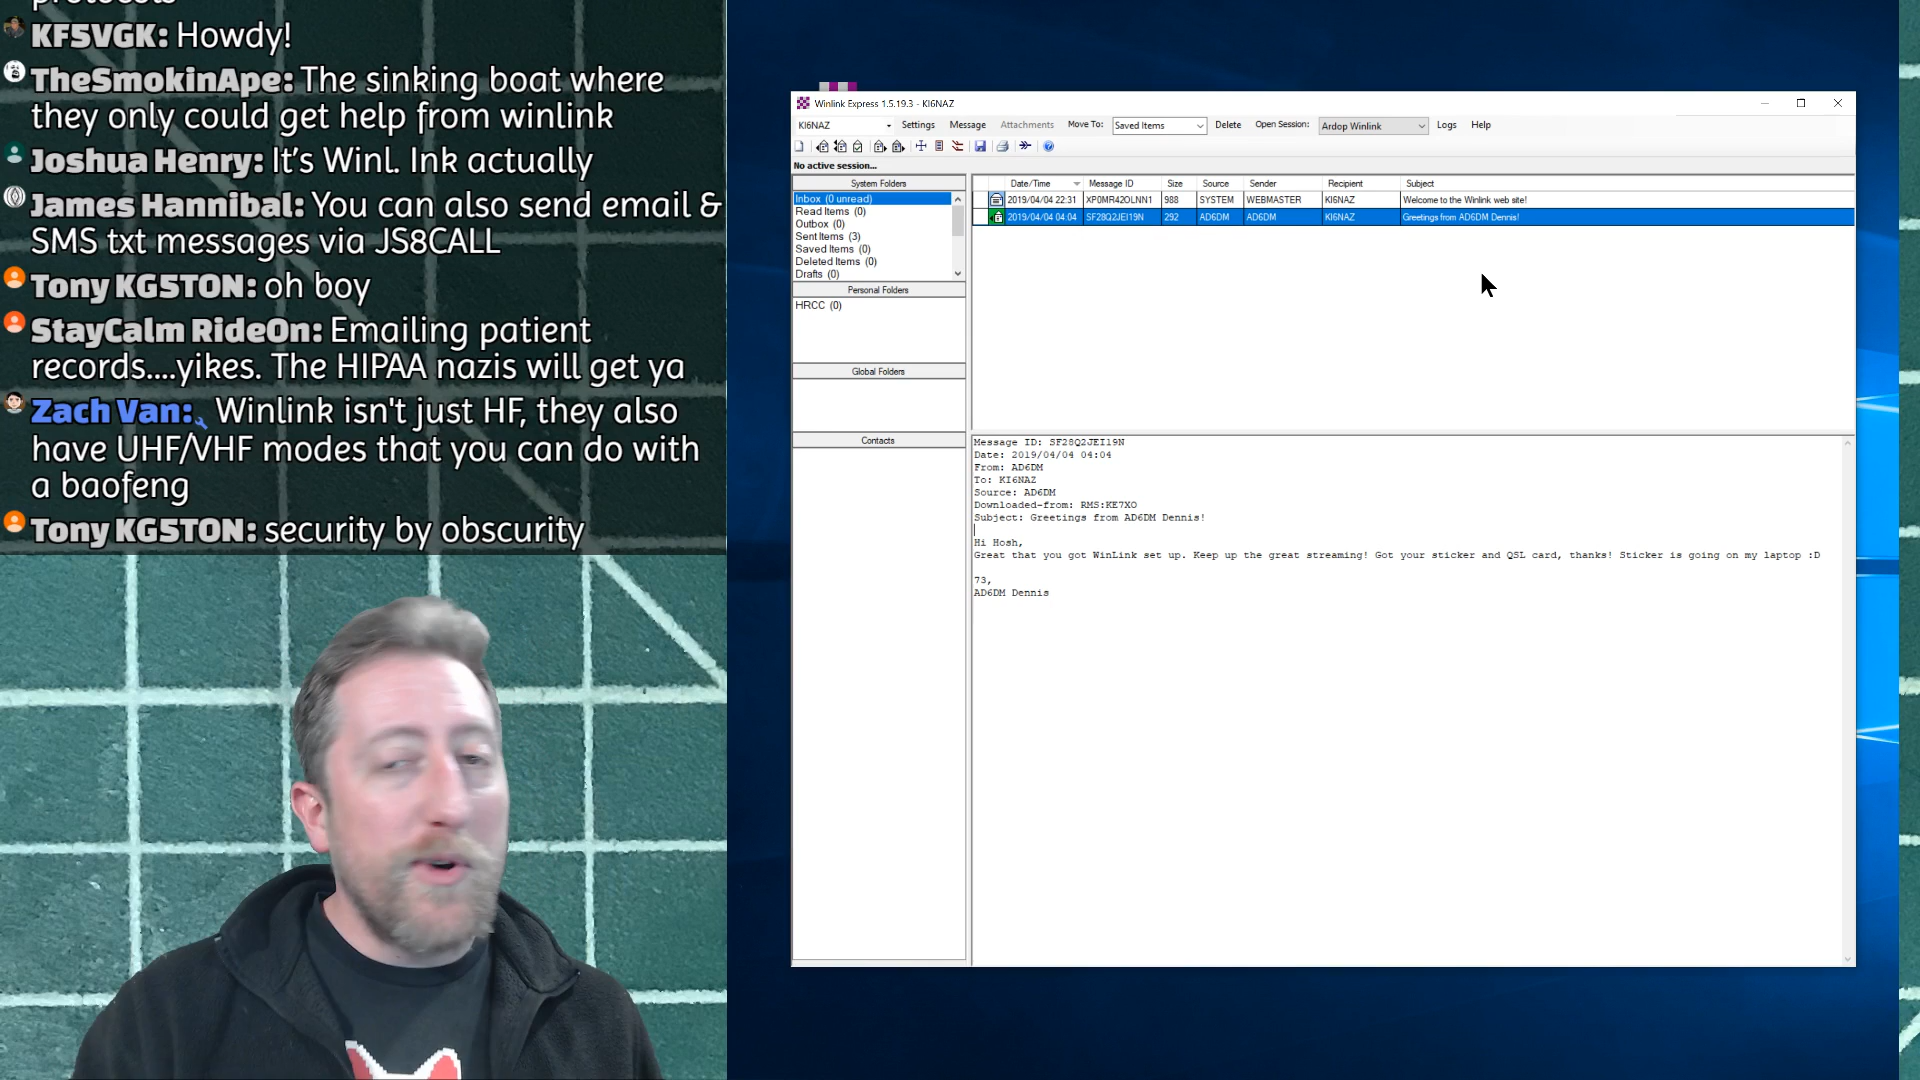 protocols
KF5VGK: Howdy!
TheSmokinApe: The sinking boat where
they only could get help from winlink
Joshua Henry: It's Winl. Ink actually
James Hannibal: You can also send email &
SMS txt messages via JS8CALL
Tony KG5TON: oh boy
StayCalm RideOn: Emailing patient
records....yikes. The HIPAA nazis will get ya
Zach Van: Winlink isn't just HF, they also
have UHF/VHF modes that you can do with
a baofeng
Tony KG5TON: security by obscurity
Winlink Express 1.5.19.3 - KI6NAZ
KI6NAZ Settings Message Attachments Move To: Saved Items Delete Open Session: Ardop Winlink Logs Help
No active session...
System Folders
Inbox (0 unread)
Read Items (0)
Outbox (0)
Sent Items (3)
Saved Items (0)
Deleted Items (0)
Drafts (0)
Personal Folders
HRCC (0)
Global Folders
Contacts
Date/Time Message ID Size Source Sender Recipient Subject
2019/04/04 22:31 XP0MR42OLNN1 988 SYSTEM WEBMASTER KI6NAZ Welcome to the Winlink web site!
2019/04/04 04:04 SF28Q2JEI19N 292 AD6DM AD6DM KI6NAZ Greetings from AD6DM Dennis!
Message ID: SF28Q2JEI19N
Date: 2019/04/04 04:04
From: AD6DM
To: KI6NAZ
Source: AD6DM
Downloaded-from: RMS:KE7XO
Subject: Greetings from AD6DM Dennis!
Hi Hosh,
Great that you got WinLink set up. Keep up the great streaming! Got your sticker and QSL card, thanks! Sticker is going on my laptop :D
73,
AD6DM Dennis